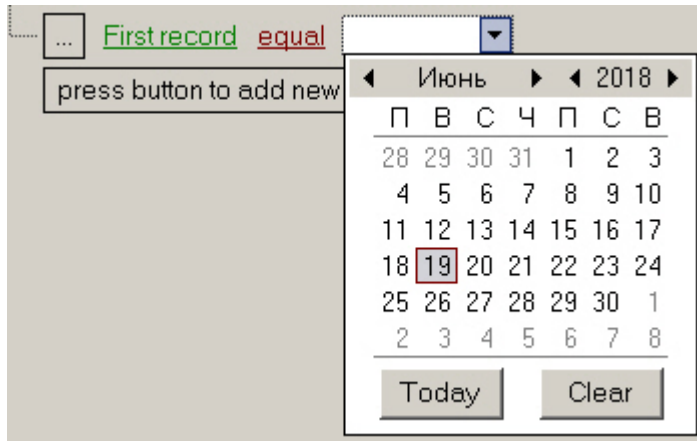 ... First record equal
press button to add new
Июнь 2018
П В С Ч П С В
28 29 30 31 1 2 3
4 5 6 7 8 9 10
11 12 13 14 15 16 17
18 19 20 21 22 23 24
25 26 27 28 29 30 1
2 3 4 5 6 7 8
Today Clear